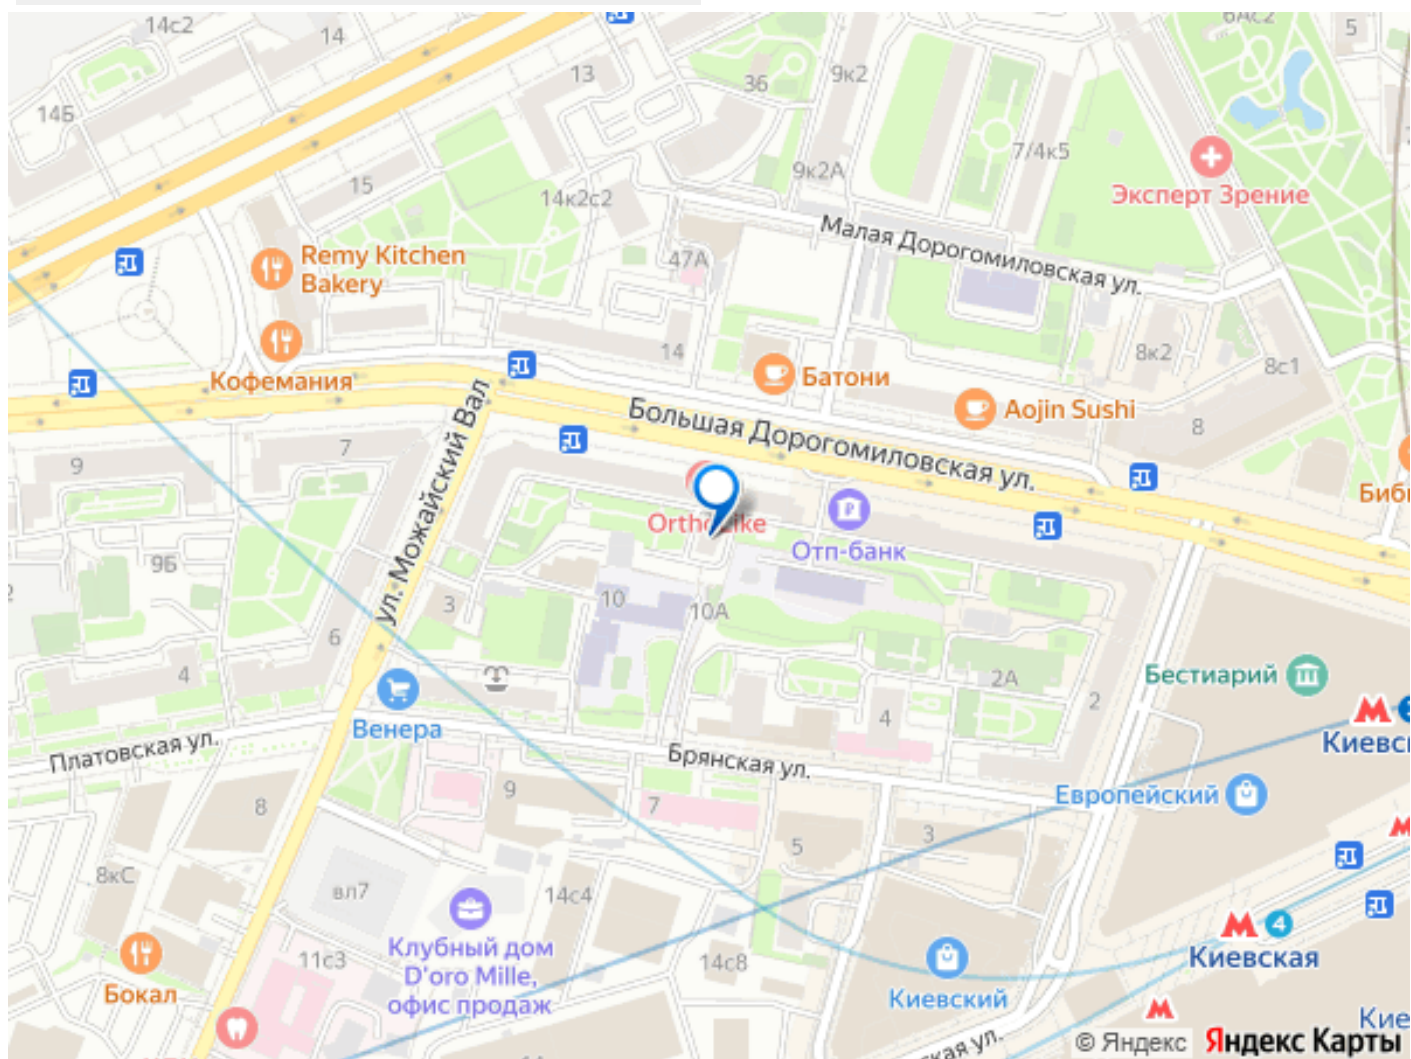 14с2
14
6Ас2
5
13
36
9к2
14Б
7/4к5
9к2А
15
14к2с2
Эксперт Зрение
Малая Дорогомиловская ул.
Remy Kitchen
Bakery
47А
14
8к2
8с1
Кофемания
Батони
Aojin Sushi
Большая Дорогомиловская ул.
8
7
9
ул. Можайский Вал
Отп-банк
9Б
3
10
10А
6
4
2А
2
4
Бестиарий
М
Венера
Платовская ул.
Брянская ул.
Европейский
9
7
8
5
3
8кС
вл7
14с4
М 4
Киевская
Клубный дом
D'oro Mille,
офис продаж
11с3
14с8
Бокал
Киевский
М
© Яндекс Яндекс Карты